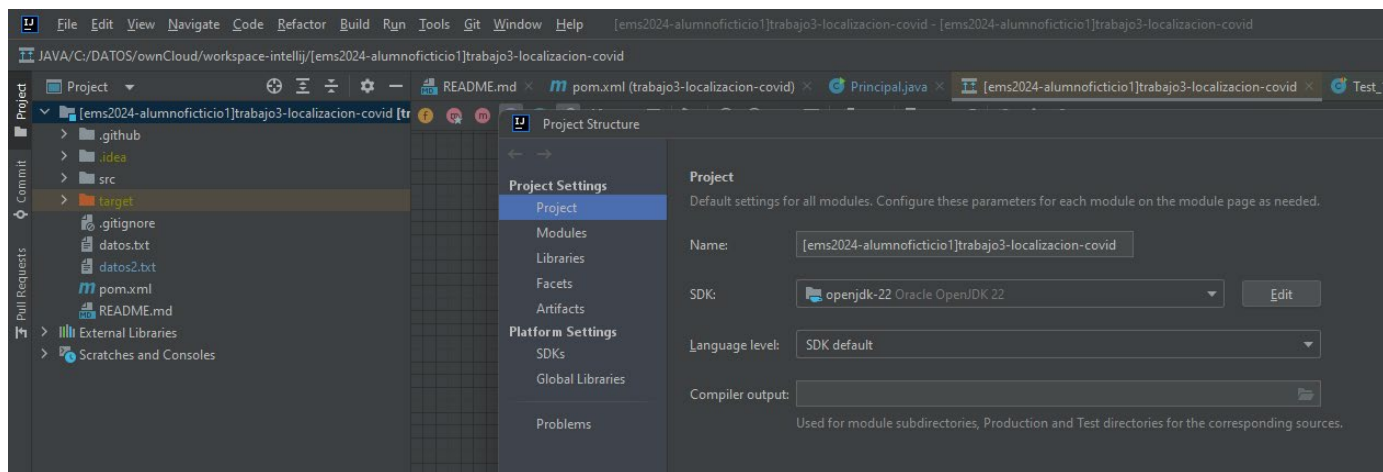 File Edit View Navigate Code Refactor Build Run Tools Git Window Help [ems2024-alumnoficticio1]trabajo3-localizacion-covid - [ems2024-alumnoficticio1]trabajo3-localizacion-covid
JAVA/C:/DATOS/ownCloud/workspace-intellij/[ems2024-alumnoficticio1]trabajo3-localizacion-covid
Project
Commit
Pull Requests
Project
[ems2024-alumnoficticio1]trabajo3-localizacion-covid [tr
.github
.idea
src
target
.gitignore
datos.txt
datos2.txt
pom.xml
README.md
External Libraries
Scratches and Consoles
README.md pom.xml (trabajo3-localizacion-covid) Principal.java [ems2024-alumnoficticio1]trabajo3-localizacion-covid Test_
Project Structure
Project Settings
Project
Modules
Libraries
Facets
Artifacts
Platform Settings
SDKs
Global Libraries
Problems
Project
Default settings for all modules. Configure these parameters for each module on the module page as needed.
Name: [ems2024-alumnoficticio1]trabajo3-localizacion-covid
SDK: openjdk-22 Oracle OpenJDK 22 Edit
Language level: SDK default
Compiler output:
Used for module subdirectories, Production and Test directories for the corresponding sources.